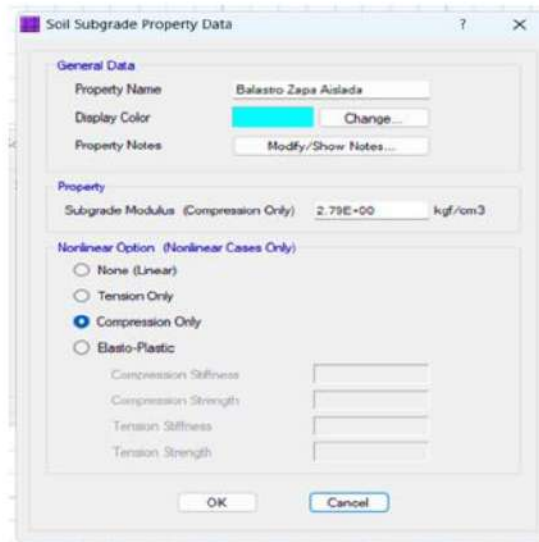 Soil Subgrade Property Data ? ×
General Data
Property Name Balastro Zapa Aislada
Display Color Change...
Property Notes Modify/Show Notes...
Property
Subgrade Modulus (Compression Only) 2.79E+00 kgf/cm3
Nonlinear Option (Nonlinear Cases Only)
None (Linear)
Tension Only
Compression Only
Elasto-Plastic
Compression Stiffness
Compression Strength
Tension Stiffness
Tension Strength
OK Cancel